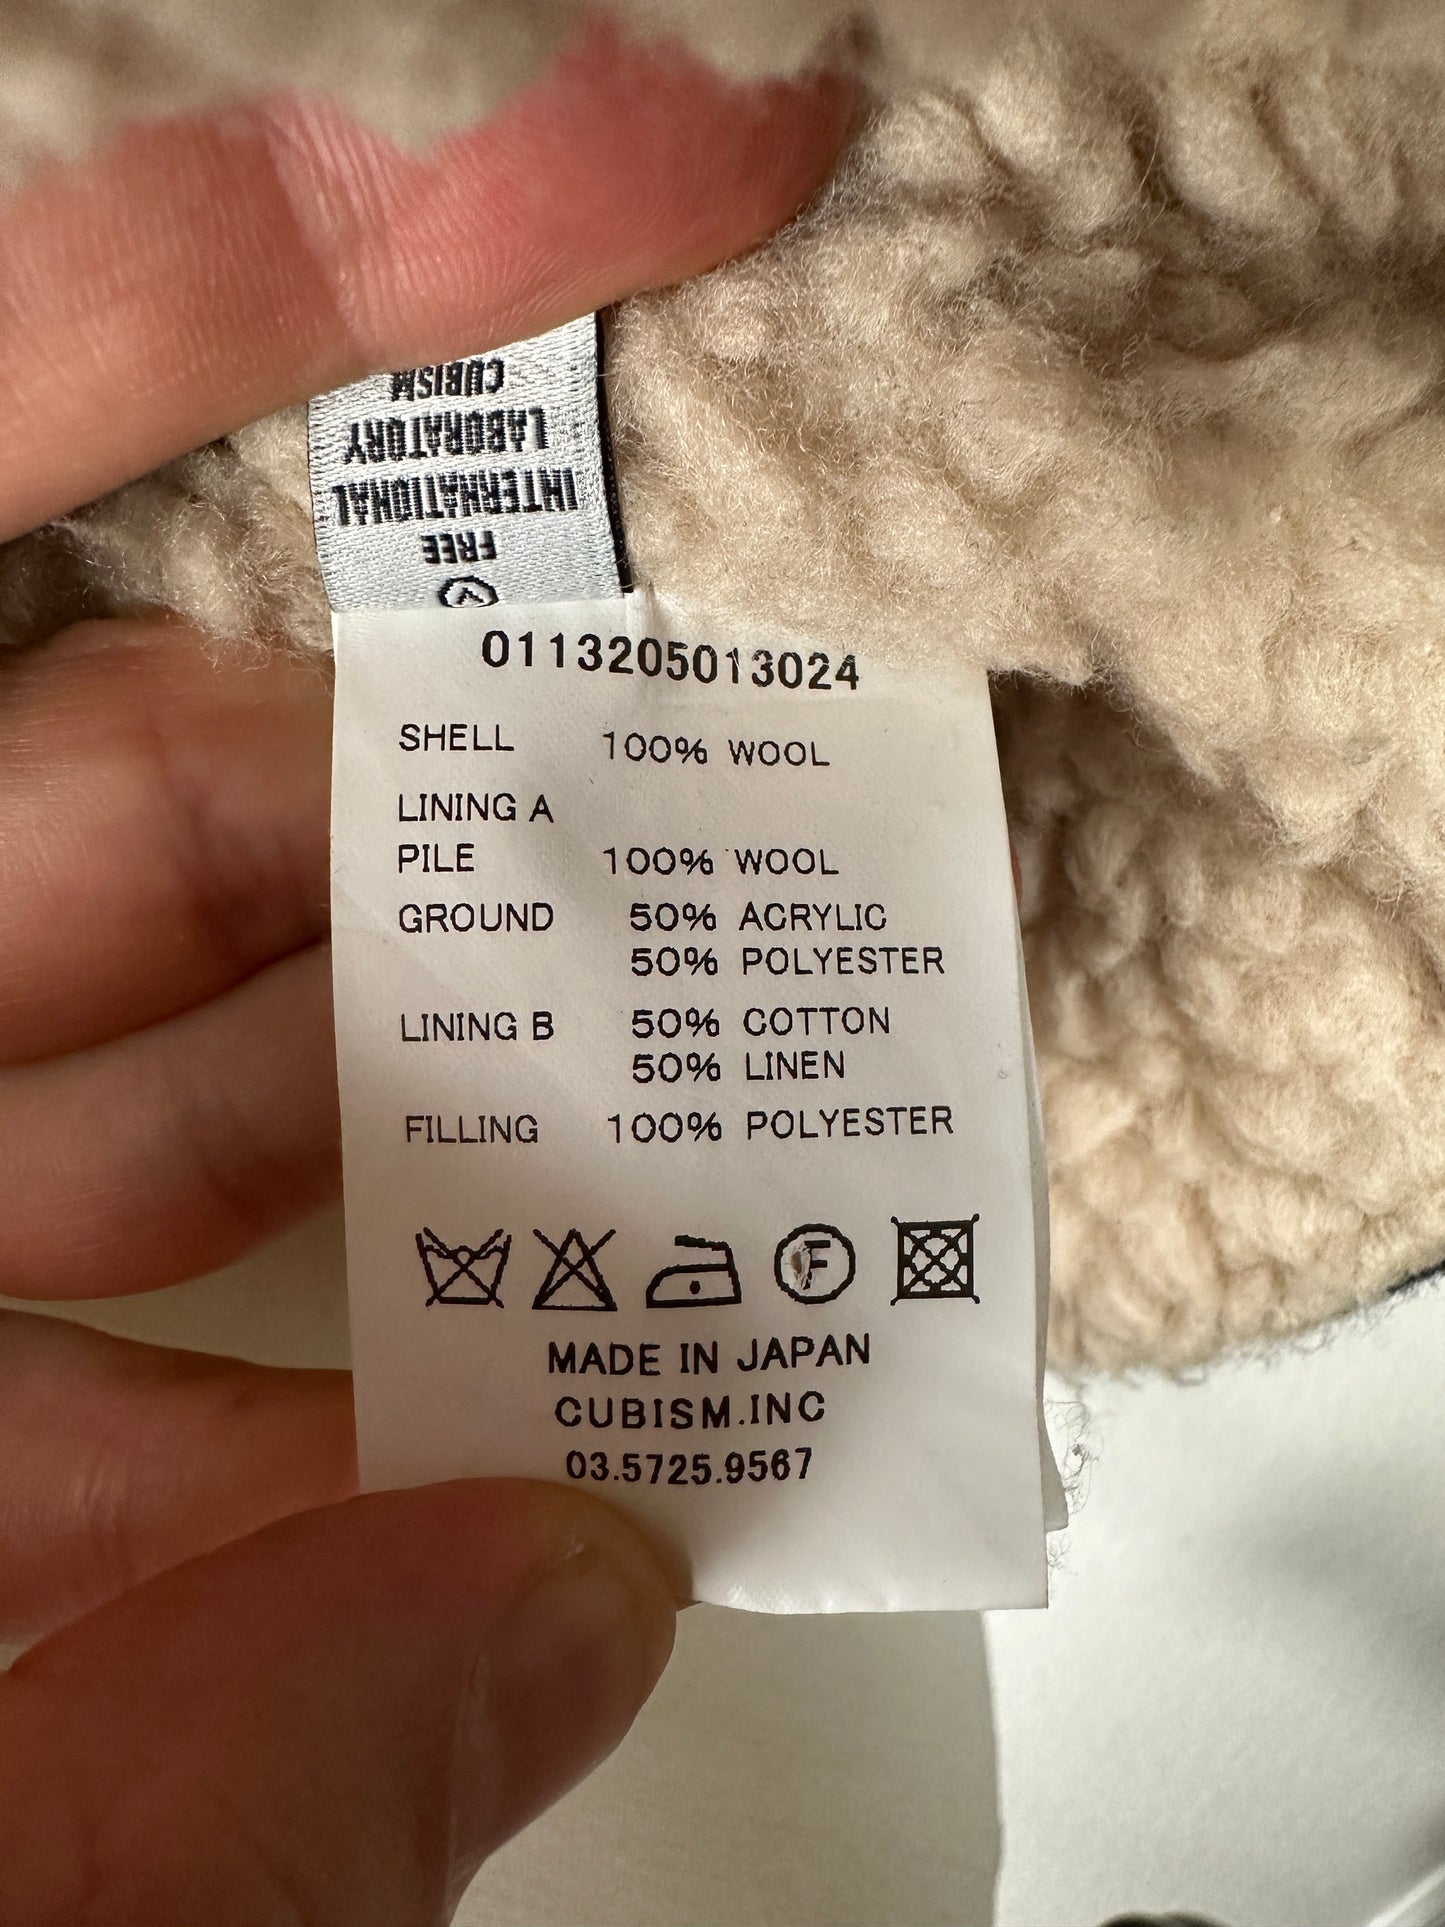 CUBISM
LABORATORY
INTERNATIONAL
FREE
0113205013024
SHELL 100% WOOL
LINING A
PILE 100% WOOL
GROUND 50% ACRYLIC
50% POLYESTER
LINING B 50% COTTON
50% LINEN
FILLING 100% POLYESTER
F
MADE IN JAPAN
CUBISM.INC
03.5725.9567